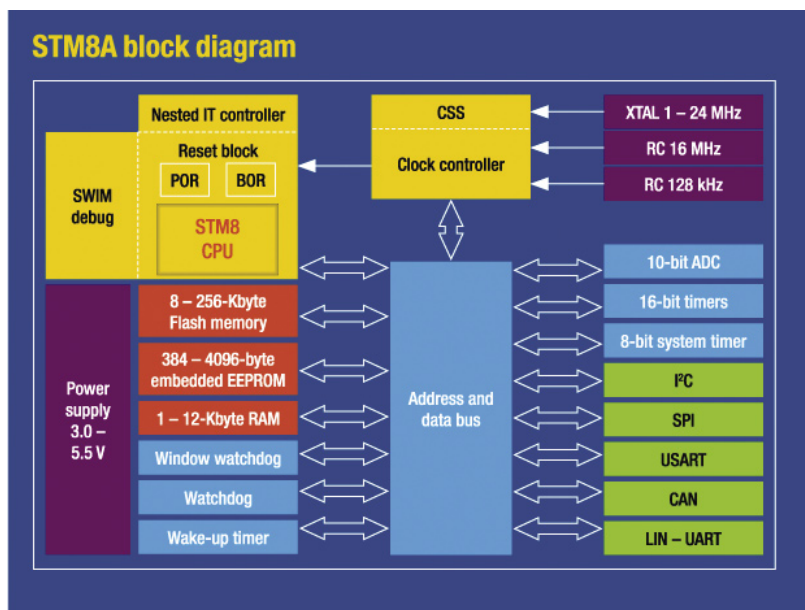 STM8A block diagram
Nested IT controller
Reset block
POR
BOR
SWIM
debug
STM8
CPU
CSS
Clock controller
XTAL 1 – 24 MHz
RC 16 MHz
RC 128 kHz
Power
supply
3.0 –
5.5 V
8 – 256-Kbyte
Flash memory
384 – 4096-byte
embedded EEPROM
1 – 12-Kbyte RAM
Window watchdog
Watchdog
Wake-up timer
Address and
data bus
10-bit ADC
16-bit timers
8-bit system timer
I²C
SPI
USART
CAN
LIN – UART